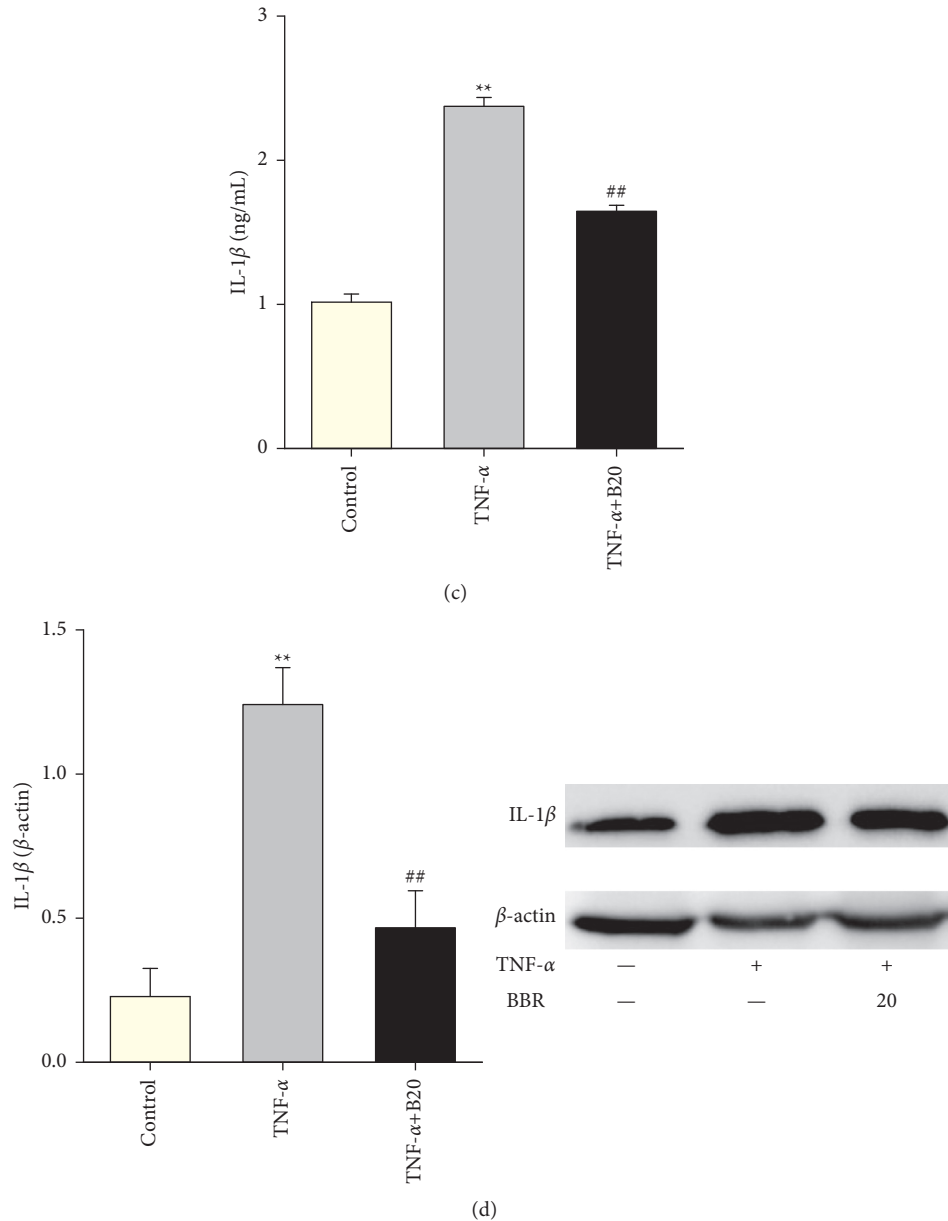 3
2
1
0
IL-1β (ng/mL)
**
##
Control
TNF-α
TNF-α+B20
(c)
1.5
1.0
0.5
0.0
IL-1β (β-actin)
**
##
Control
TNF-α
TNF-α+B20
IL-1β
β-actin
TNF-α — + +
BBR — — 20
(d)